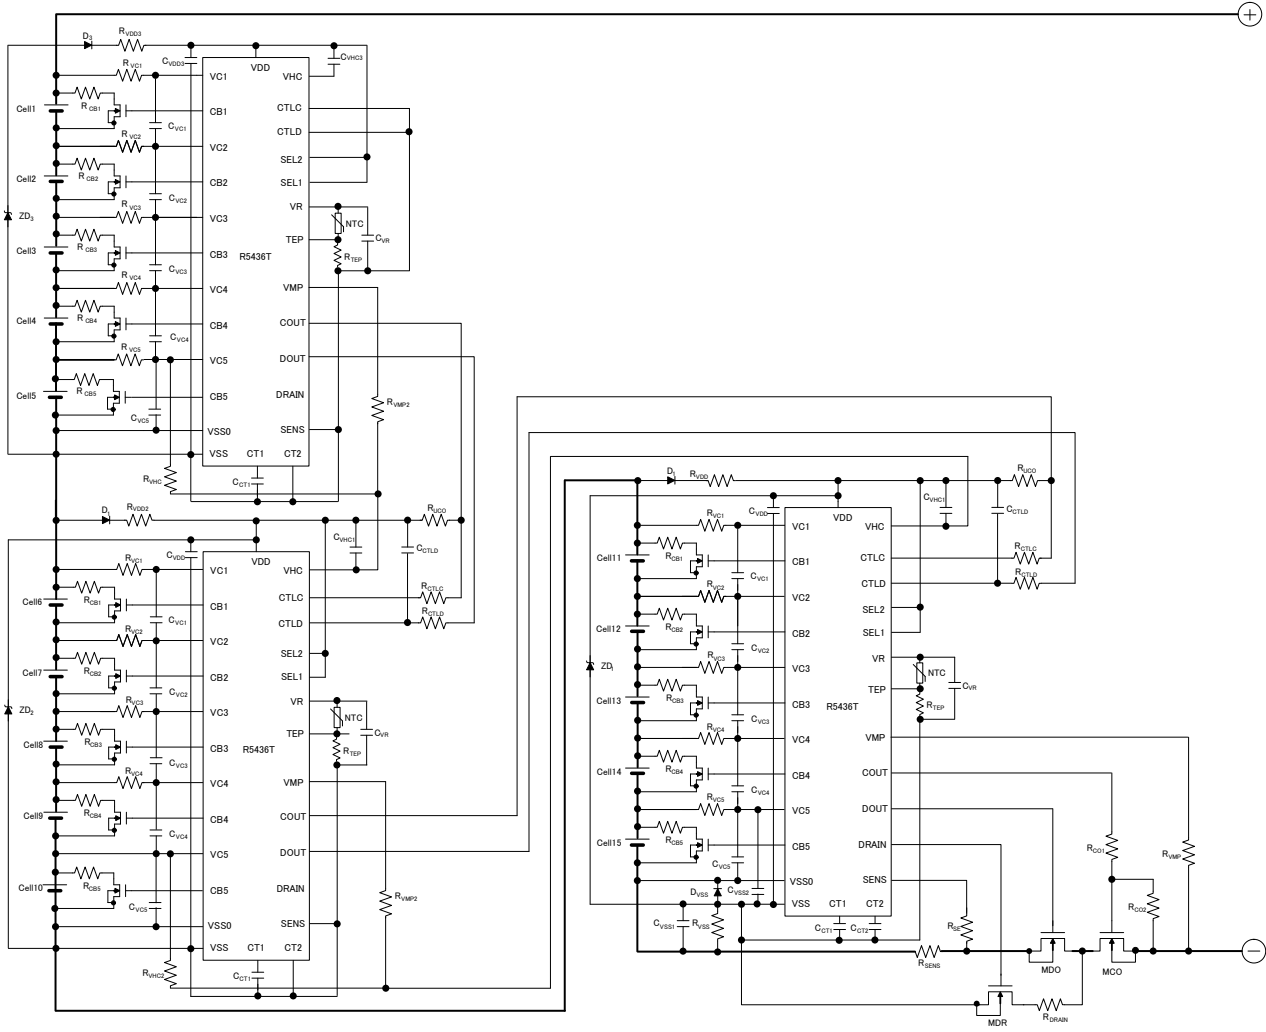 +
D3
RVDD3
CVDD3
VDD
CVHC3
RVC1
VC1
VHC
Cell1
RCB1
CB1
CTLC
CVC1
CTLD
RVC2
VC2
SEL2
RCB2
Cell2
CB2
SEL1
CVC2
RVC3
VC3
VR
ZD3
NTC
CVR
TEP
RCB3
Cell3
CB3
R5436T
RTEP
CVC3
RVC4
VC4
VMP
RCB4
Cell4
CB4
COUT
CVC4
RVC5
VC5
DOUT
RCB5
Cell5
CB5
DRAIN
RVMP2
CVC5
VSS0
SENS
VSS
CT1
CT2
RVHC
CCT1
RVDD2
RUCO
CVHC1
CVDD
VDD
CTLD
RVC1
VC1
VHC
Cell6
RCB1
CB1
CTLC
RCTLC
CVC1
CTLD
RCTLD
RVC2
VC2
SEL2
RCB2
Cell7
CB2
SEL1
CVC2
RVC3
VC3
VR
ZD2
NTC
CVR
TEP
RCB3
Cell8
CB3
R5436T
RTEP
CVC3
RVC4
VC4
VMP
RCB4
Cell9
CB4
COUT
CVC4
VC5
DOUT
RCB5
Cell10
CB5
DRAIN
RVMP2
CVC5
VSS0
SENS
VSS
CT1
CT2
RVHC2
CCT1
RVDD
RUCO
CVHC1
CVDD
VDD
CCTLD
RVC1
VC1
VHC
Cell11
RCB1
CB1
CTLC
RCTLC
CVC1
CTLD
RCTLD
RVC2
VC2
SEL2
RCB2
Cell12
CB2
SEL1
CVC2
RVC3
VC3
VR
NTC
CVR
TEP
RCB3
Cell13
CB3
R5436T
RTEP
CVC3
RVC4
VC4
VMP
RCB4
Cell14
CB4
COUT
CVC4
RVC5
VC5
DOUT
RCB5
Cell15
CB5
DRAIN
RCO1
RVMP
CVC5
DVSS
CVSS2
VSS0
SENS
VSS
CT1
CT2
RCO2
CVSS1
RVSS
CCT1
CCT2
RSE
RSENS
MDO
MCO
−
MDR
RDRAIN